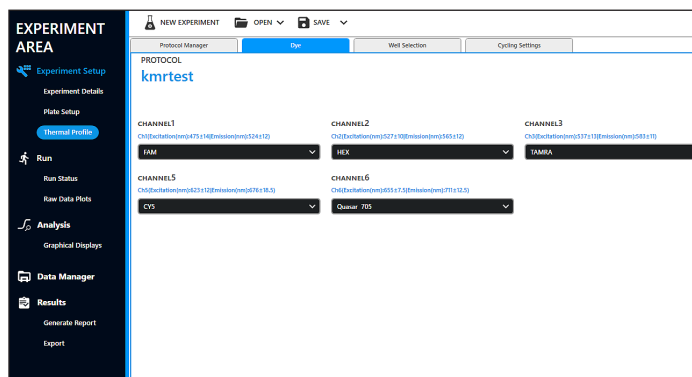 EXPERIMENT
AREA
Experiment Setup
Experiment Details
Plate Setup
Thermal Profile
Run
Run Status
Raw Data Plots
Analysis
Graphical Displays
Data Manager
Results
Generate Report
Export
NEW EXPERIMENT OPEN SAVE
Protocol Manager Dye Well Selection Cycling Settings
PROTOCOL
kmrtest
CHANNEL1 CHANNEL2 CHANNEL3
Ch1(Excitation(nm):475±14|Emission(nm):524±12) Ch2(Excitation(nm):527±10|Emission(nm):565±12) Ch3(Excitation(nm):537±13|Emission(nm):583±11)
FAM HEX TAMRA
CHANNEL5 CHANNEL6
Ch5(Excitation(nm):623±12|Emission(nm):676±18.5) Ch6(Excitation(nm):655±7.5|Emission(nm):711±12.5)
CY5 Quasar 705